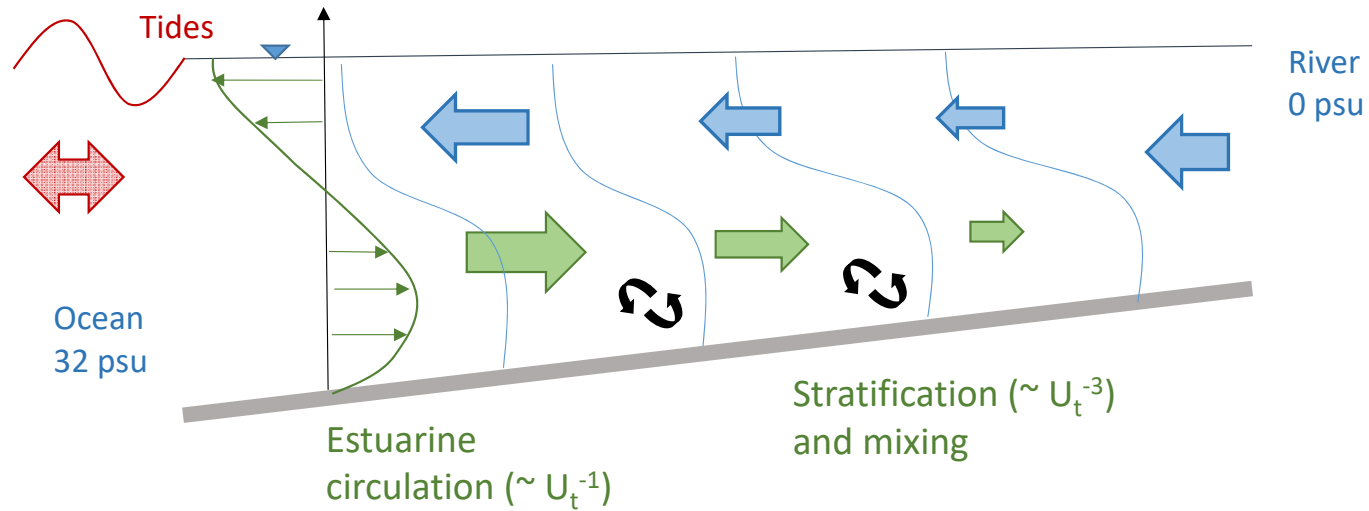 Tides
River
0 psu
Ocean
32 psu
Estuarine
circulation (~ Uₜ⁻¹)
Stratification (~ Uₜ⁻³)
and mixing